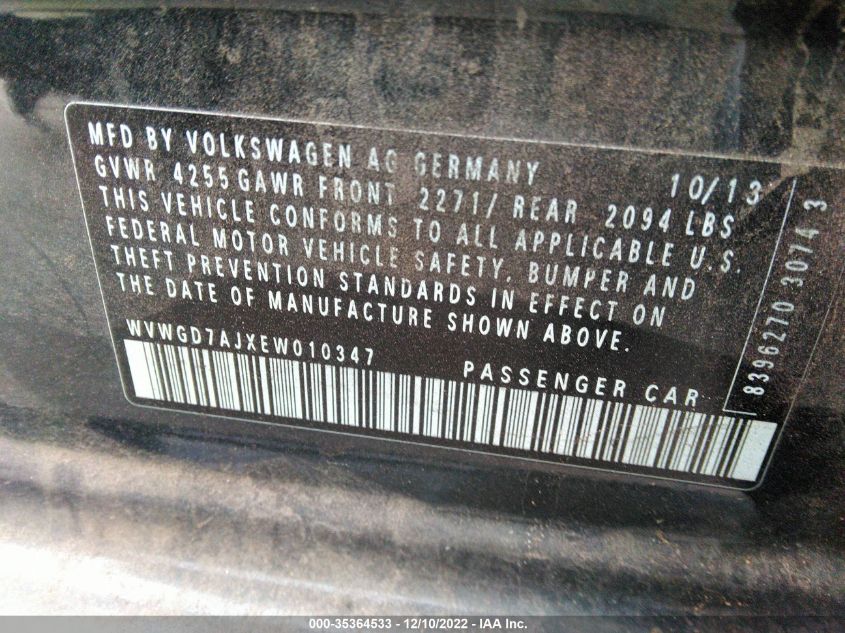 MFD BY VOLKSWAGEN AG GERMANY 10/13
GVWR 4255 GAWR FRONT 2271/ REAR 2094 LBS
THIS VEHICLE CONFORMS TO ALL APPLICABLE U.S.
FEDERAL MOTOR VEHICLE SAFETY, BUMPER AND
THEFT PREVENTION STANDARDS IN EFFECT ON
THE DATE OF MANUFACTURE SHOWN ABOVE.
WVWGD7AJXEW010347 PASSENGER CAR
8396270 3074 3
000-35364533 - 12/10/2022 - IAA Inc.